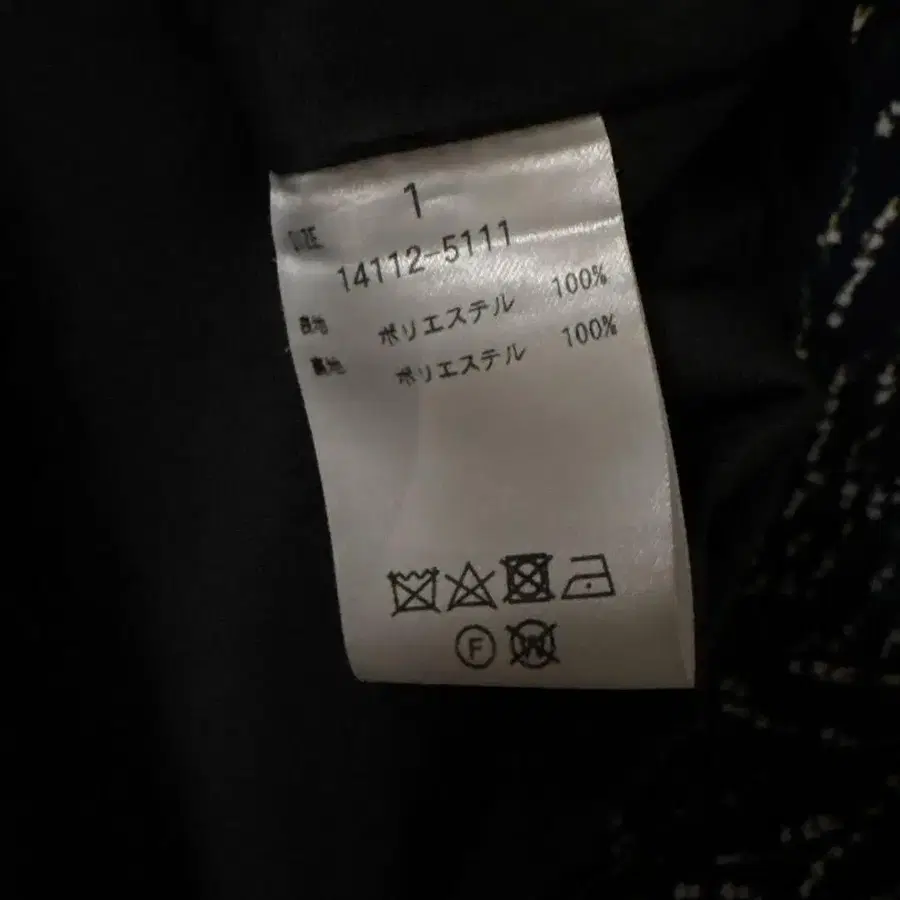 SIZE 1
14112-5111
表地 ポリエステル 100%
裏地 ポリエステル 100%
F
W